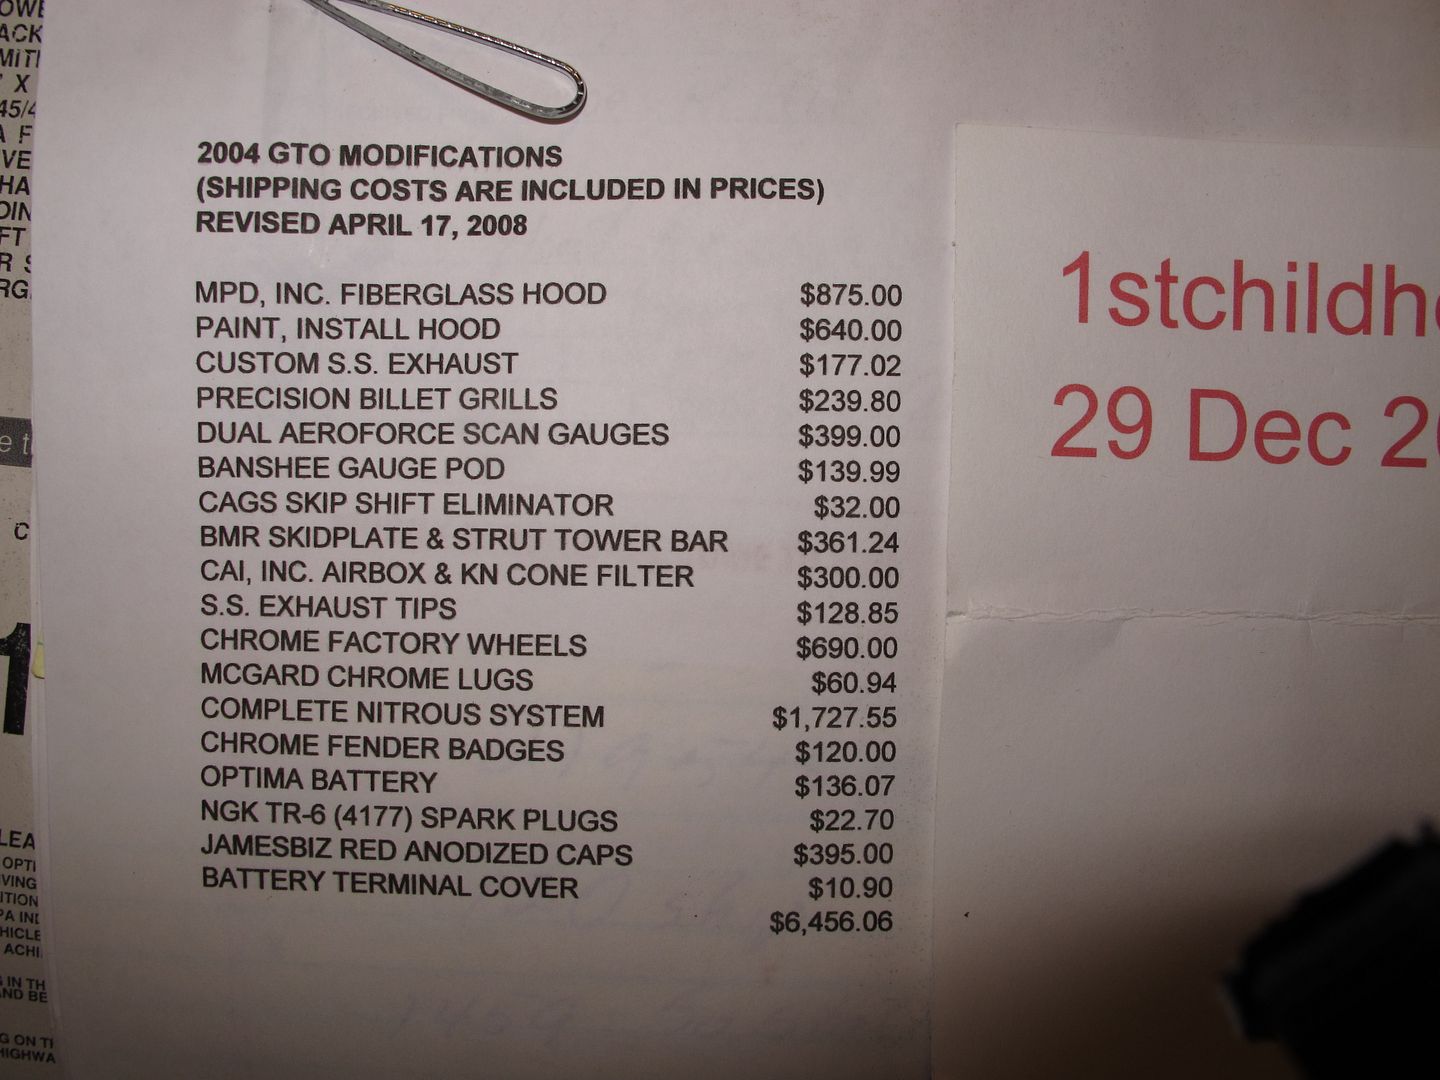 2004 GTO MODIFICATIONS
(SHIPPING COSTS ARE INCLUDED IN PRICES)
REVISED APRIL 17, 2008
MPD, INC. FIBERGLASS HOOD $875.00
PAINT, INSTALL HOOD $640.00
CUSTOM S.S. EXHAUST $177.02
PRECISION BILLET GRILLS $239.80
DUAL AEROFORCE SCAN GAUGES $399.00
BANSHEE GAUGE POD $139.99
CAGS SKIP SHIFT ELIMINATOR $32.00
BMR SKIDPLATE & STRUT TOWER BAR $361.24
CAI, INC. AIRBOX & KN CONE FILTER $300.00
S.S. EXHAUST TIPS $128.85
CHROME FACTORY WHEELS $690.00
MCGARD CHROME LUGS $60.94
COMPLETE NITROUS SYSTEM $1,727.55
CHROME FENDER BADGES $120.00
OPTIMA BATTERY $136.07
NGK TR-6 (4177) SPARK PLUGS $22.70
JAMESBIZ RED ANODIZED CAPS $395.00
BATTERY TERMINAL COVER $10.90
$6,456.06
1stchildh
29 Dec 2